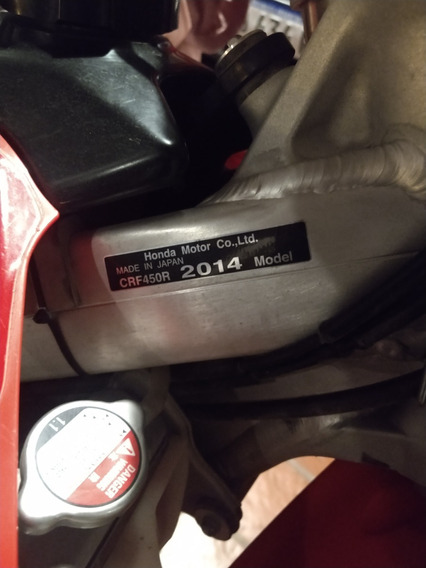 Honda Motor Co.,Ltd.
MADE IN JAPAN
CRF450R 2014 Model
1.1
DANGER